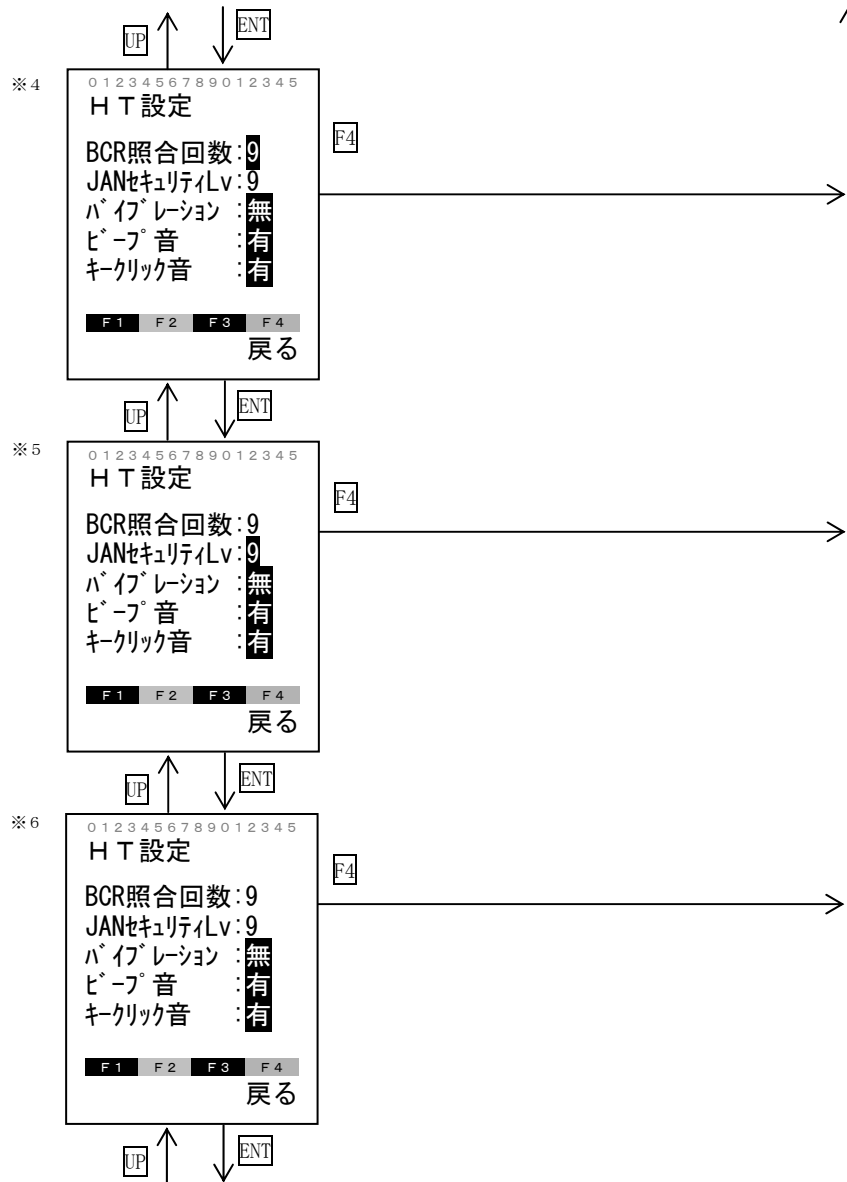 UP ENT
※4
0123456789012345
HT設定
F4
BCR照合回数:9
JANｾｷｭﾘﾃｨLv:9
ﾊﾞｲﾌﾞﾚｰｼｮﾝ :無
ﾋﾞｰﾌﾟ音 :有
ｷｰｸﾘｯｸ音 :有
F1 F2 F3 F4
戻る
UP ENT
※5
0123456789012345
HT設定
F4
BCR照合回数:9
JANｾｷｭﾘﾃｨLv:9
ﾊﾞｲﾌﾞﾚｰｼｮﾝ :無
ﾋﾞｰﾌﾟ音 :有
ｷｰｸﾘｯｸ音 :有
F1 F2 F3 F4
戻る
UP ENT
※6
0123456789012345
HT設定
F4
BCR照合回数:9
JANｾｷｭﾘﾃｨLv:9
ﾊﾞｲﾌﾞﾚｰｼｮﾝ :無
ﾋﾞｰﾌﾟ音 :有
ｷｰｸﾘｯｸ音 :有
F1 F2 F3 F4
戻る
UP ENT